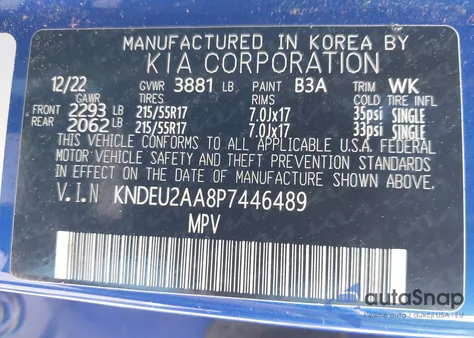 MANUFACTURED IN KOREA BY
KIA CORPORATION
12/22 GVWR 3881 LB PAINT B3A TRIM WK
GAWR TIRES RIMS COLD TIRE INFL
FRONT 2293 LB 215/55R17 7.0Jx17 35psi SINGLE
REAR 2062 LB 215/55R17 7.0Jx17 33psi SINGLE
THIS VEHICLE CONFORMS TO ALL APPLICABLE U.S.A. FEDERAL
MOTOR VEHICLE SAFETY AND THEFT PREVENTION STANDARDS
IN EFFECT ON THE DATE OF MANUFACTURE SHOWN ABOVE.
V.I.N KNDEU2AA8P7446489
MPV
autoSnap